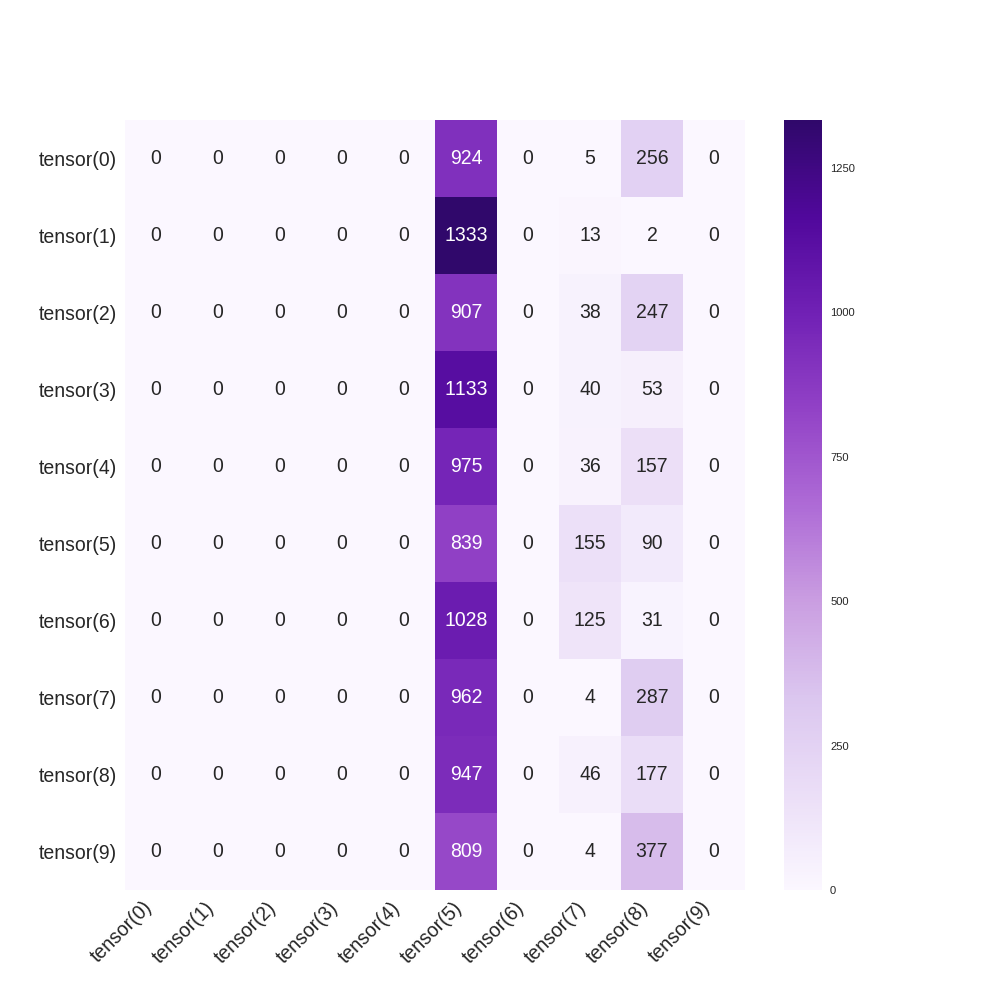 tensor(0) 0 0 0 0 0 924 0 5 256 0
tensor(1) 0 0 0 0 0 1333 0 13 2 0
tensor(2) 0 0 0 0 0 907 0 38 247 0
tensor(3) 0 0 0 0 0 1133 0 40 53 0
tensor(4) 0 0 0 0 0 975 0 36 157 0
tensor(5) 0 0 0 0 0 839 0 155 90 0
tensor(6) 0 0 0 0 0 1028 0 125 31 0
tensor(7) 0 0 0 0 0 962 0 4 287 0
tensor(8) 0 0 0 0 0 947 0 46 177 0
tensor(9) 0 0 0 0 0 809 0 4 377 0
tensor(0) tensor(1) tensor(2) tensor(3) tensor(4) tensor(5) tensor(6) tensor(7) tensor(8) tensor(9)
1250
1000
750
500
250
0